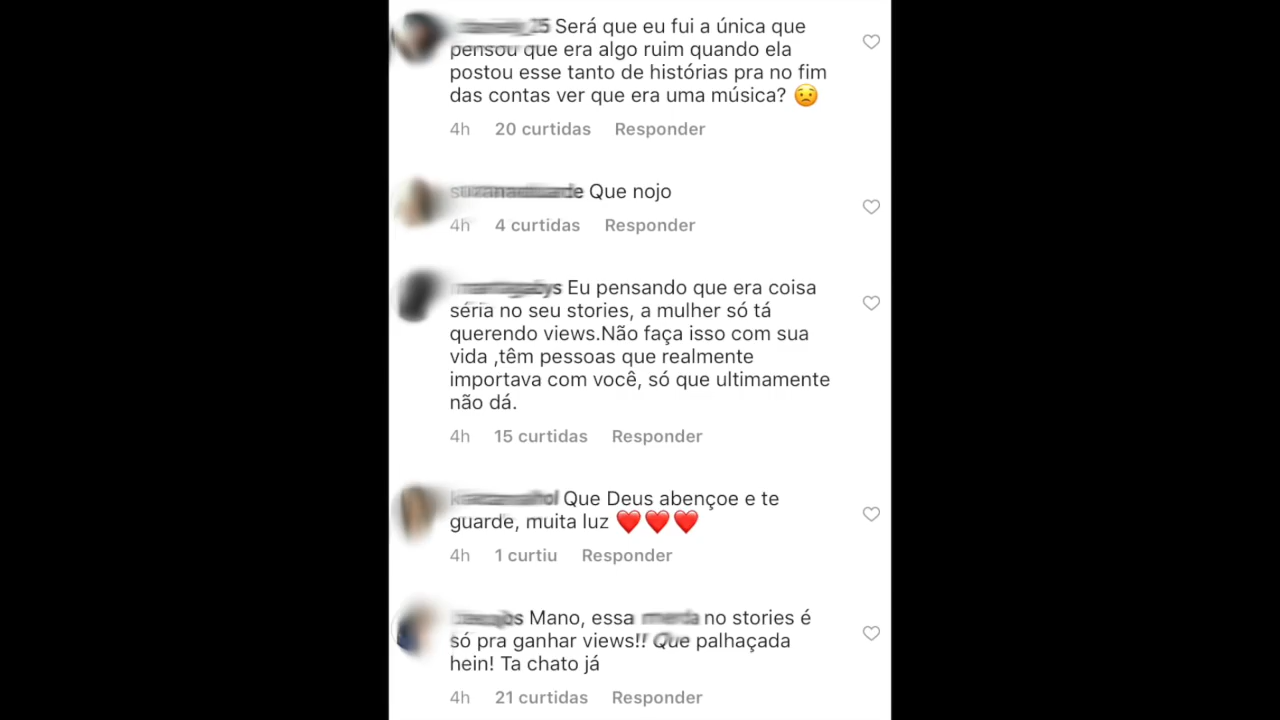 Será que eu fui a única que
pensou que era algo ruim quando ela
postou esse tanto de histórias pra no fim
das contas ver que era uma música? 😟
4h 20 curtidas Responder
Que nojo
4h 4 curtidas Responder
Eu pensando que era coisa
séria no seu stories, a mulher só tá
querendo views.Não faça isso com sua
vida ,têm pessoas que realmente
importava com você, só que ultimamente
não dá.
4h 15 curtidas Responder
Que Deus abençoe e te
guarde, muita luz ❤️❤️❤️
4h 1 curtiu Responder
Mano, essa no stories é
só pra ganhar views!! Que palhaçada
hein! Ta chato já
4h 21 curtidas Responder